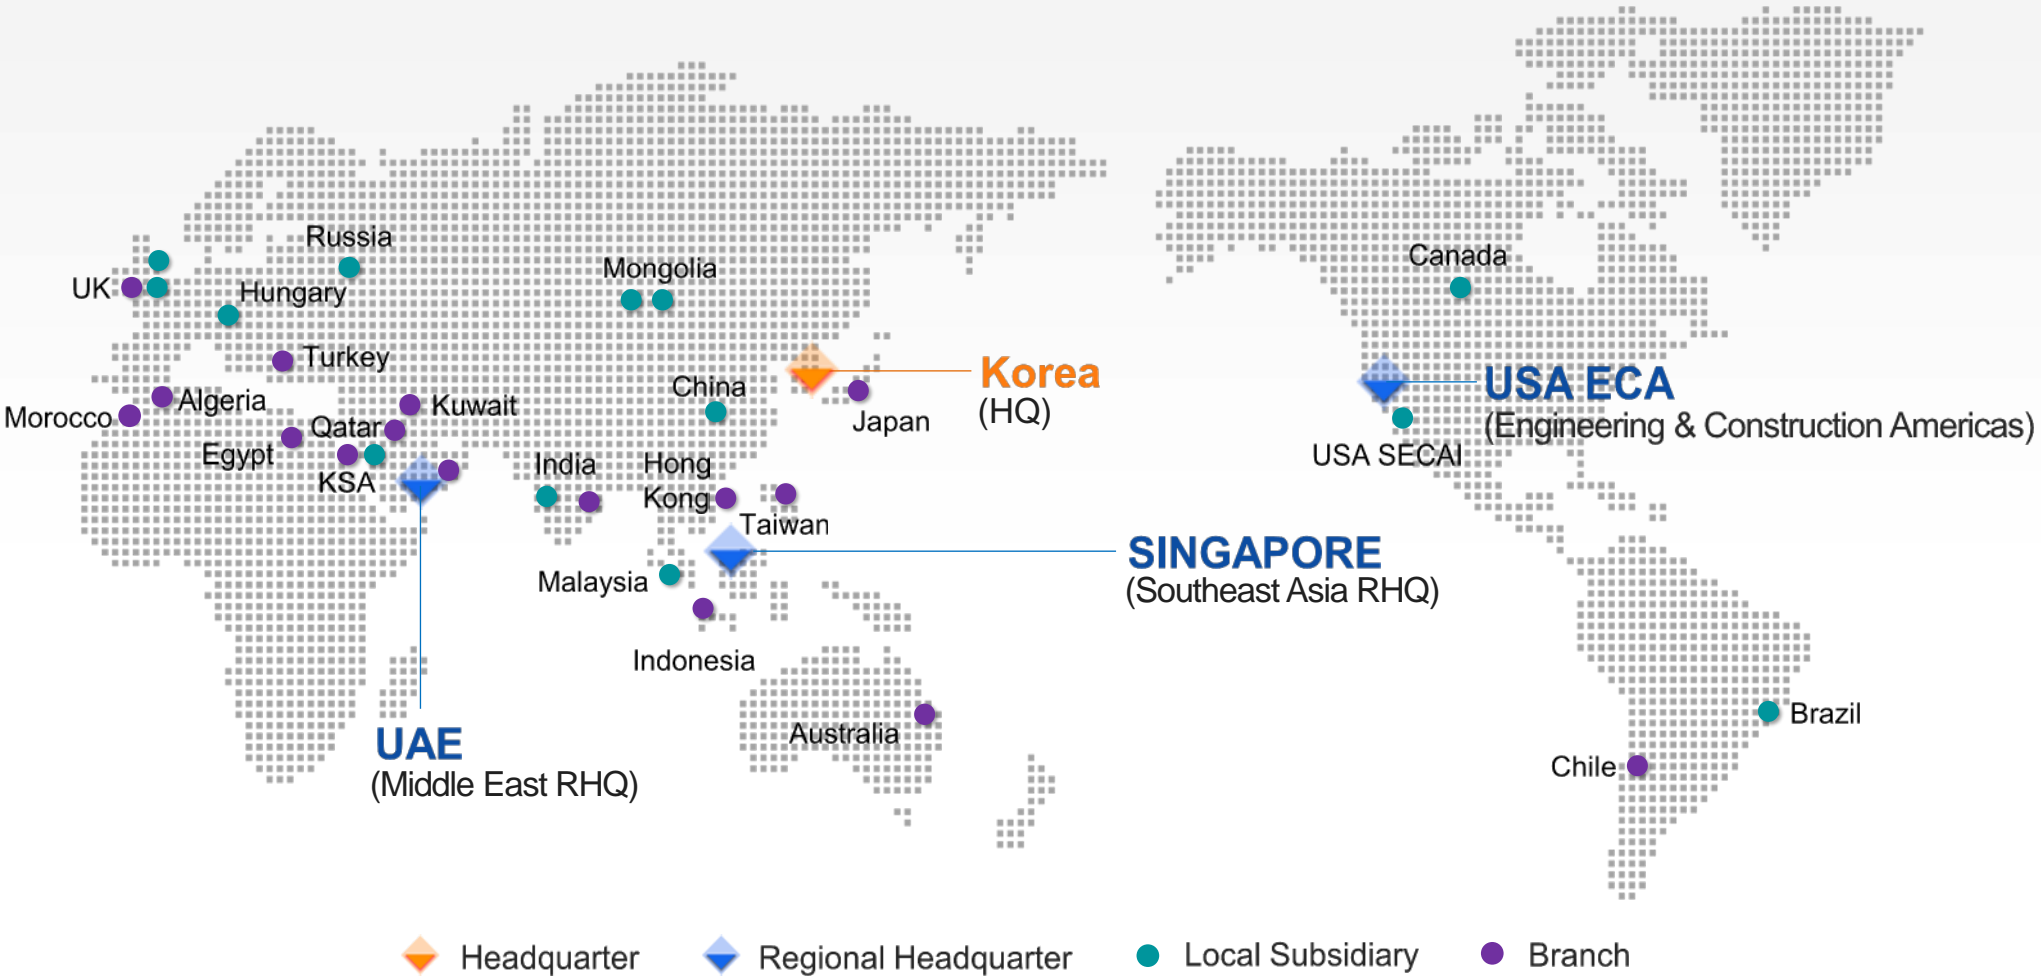 Russia
Canada
Mongolia
UK
Hungary
Turkey
Korea
(HQ)
China
USA ECA
(Engineering & Construction Americas)
Algeria
Kuwait
Morocco
Qatar
Japan
Egypt
USA SECAI
KSA
India
Hong
Kong
Taiwan
SINGAPORE
(Southeast Asia RHQ)
Malaysia
Indonesia
Brazil
Australia
UAE
(Middle East RHQ)
Chile
Headquarter
Regional Headquarter
Local Subsidiary
Branch